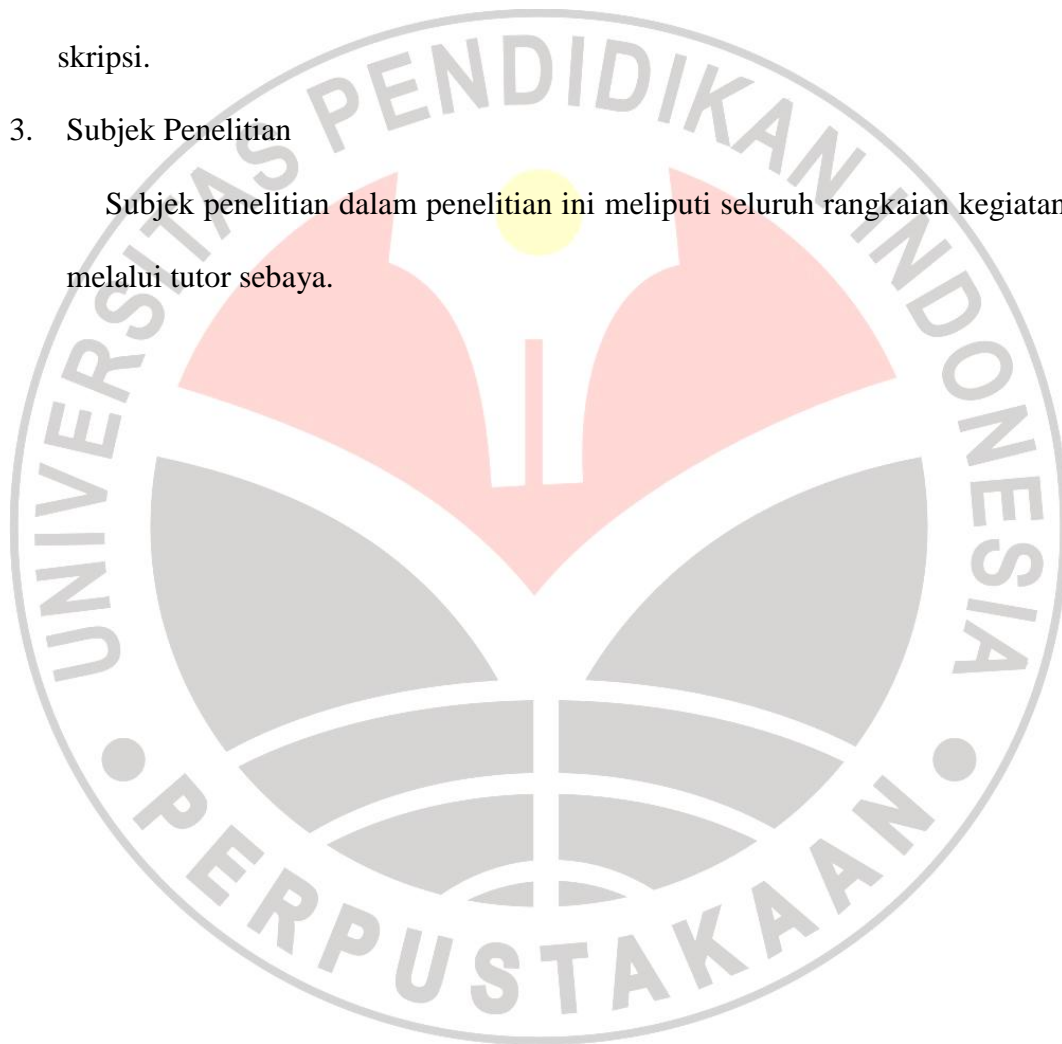 skripsi.
3. Subjek Penelitian
Subjek penelitian dalam penelitian ini meliputi seluruh rangkaian kegiatan
melalui tutor sebaya.
UNIVERSITAS PENDIDIKAN INDONESIA
PERPUSTAKAAN